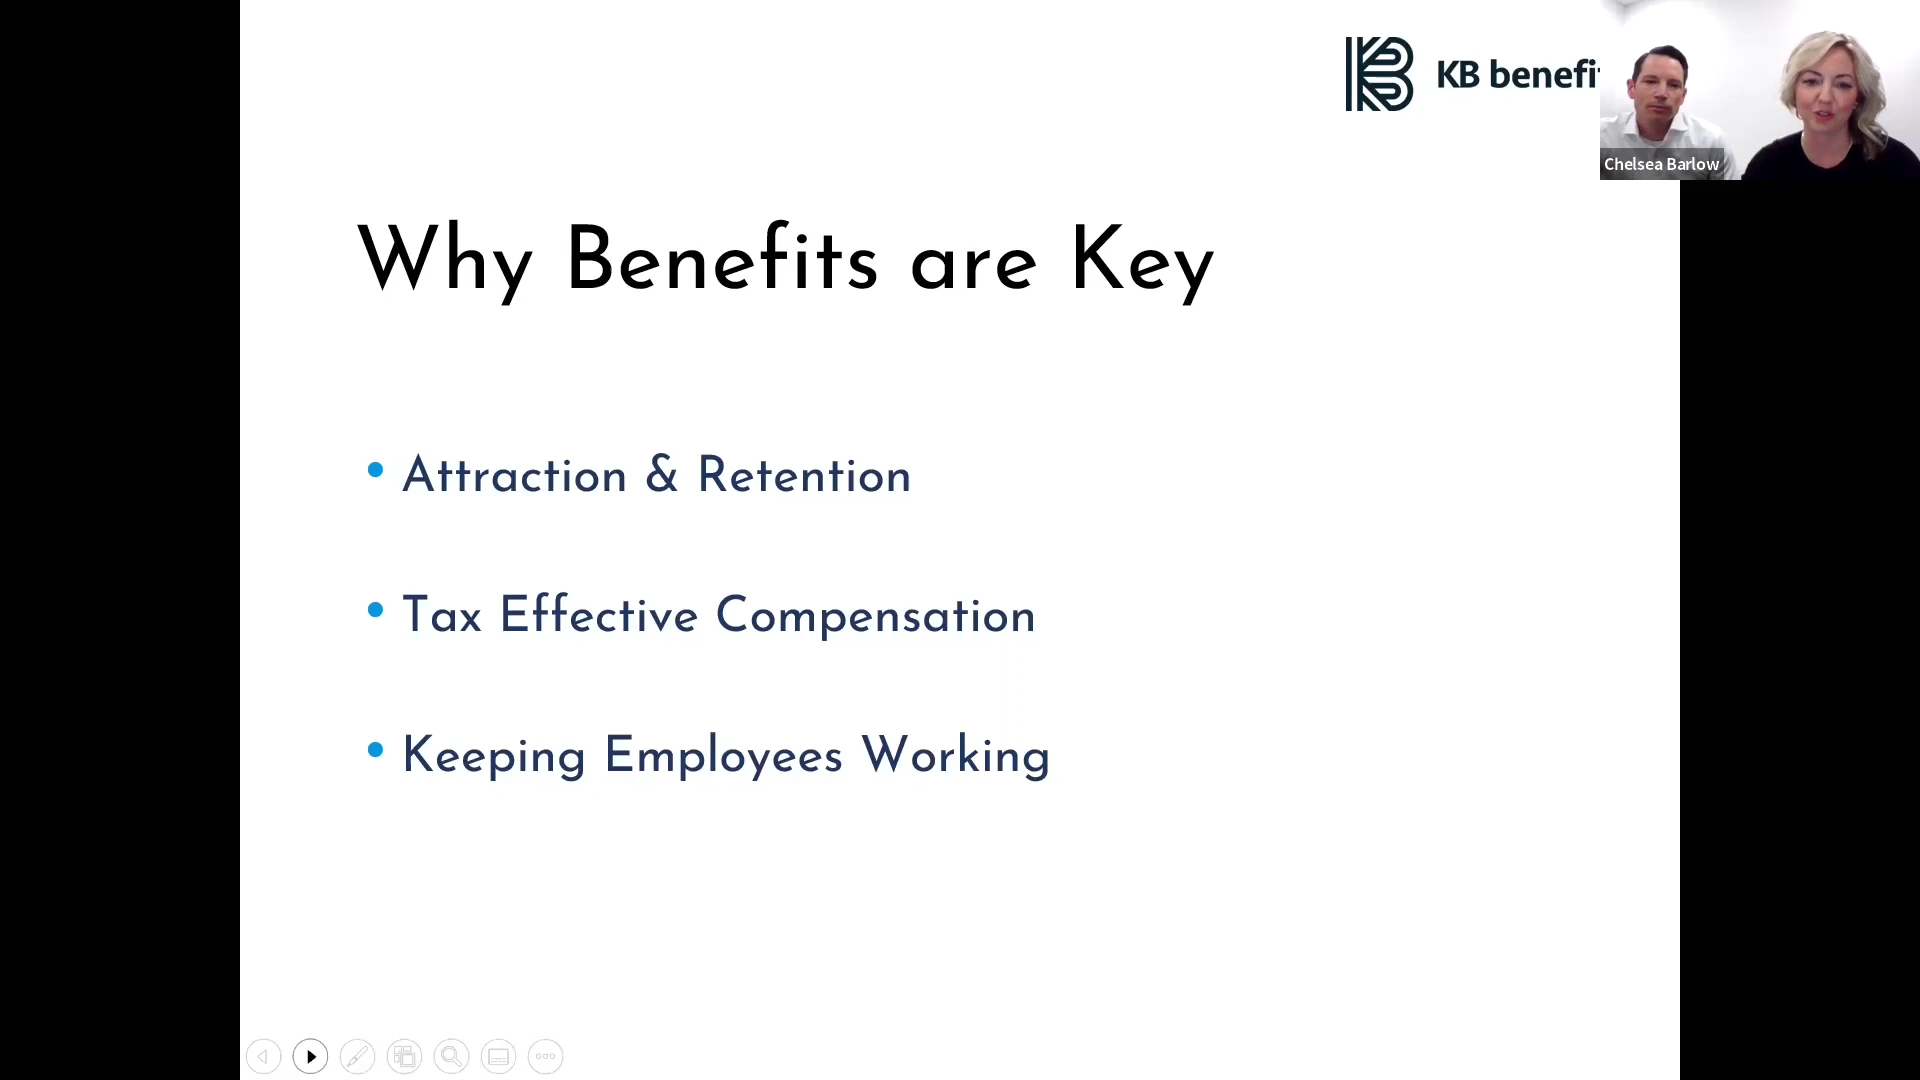 KB benefi
Chelsea Barlow
Why Benefits are Key
• Attraction & Retention
• Tax Effective Compensation
• Keeping Employees Working